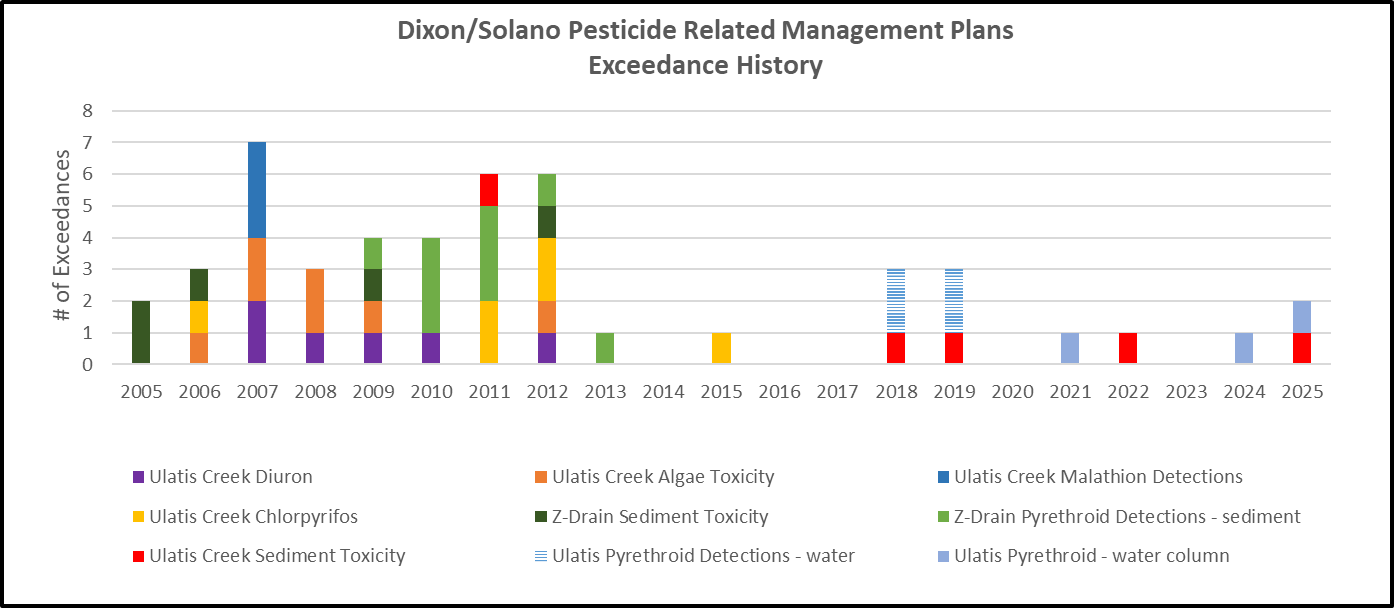 Dixon/Solano Pesticide Related Management Plans
Exceedance History
# of Exceedances
8
7
6
5
4
3
2
1
0
2005 2006 2007 2008 2009 2010 2011 2012 2013 2014 2015 2016 2017 2018 2019 2020 2021 2022 2023 2024 2025
Ulatis Creek Diuron Ulatis Creek Algae Toxicity Ulatis Creek Malathion Detections
Ulatis Creek Chlorpyrifos Z-Drain Sediment Toxicity Z-Drain Pyrethroid Detections - sediment
Ulatis Creek Sediment Toxicity Ulatis Pyrethroid Detections - water Ulatis Pyrethroid - water column